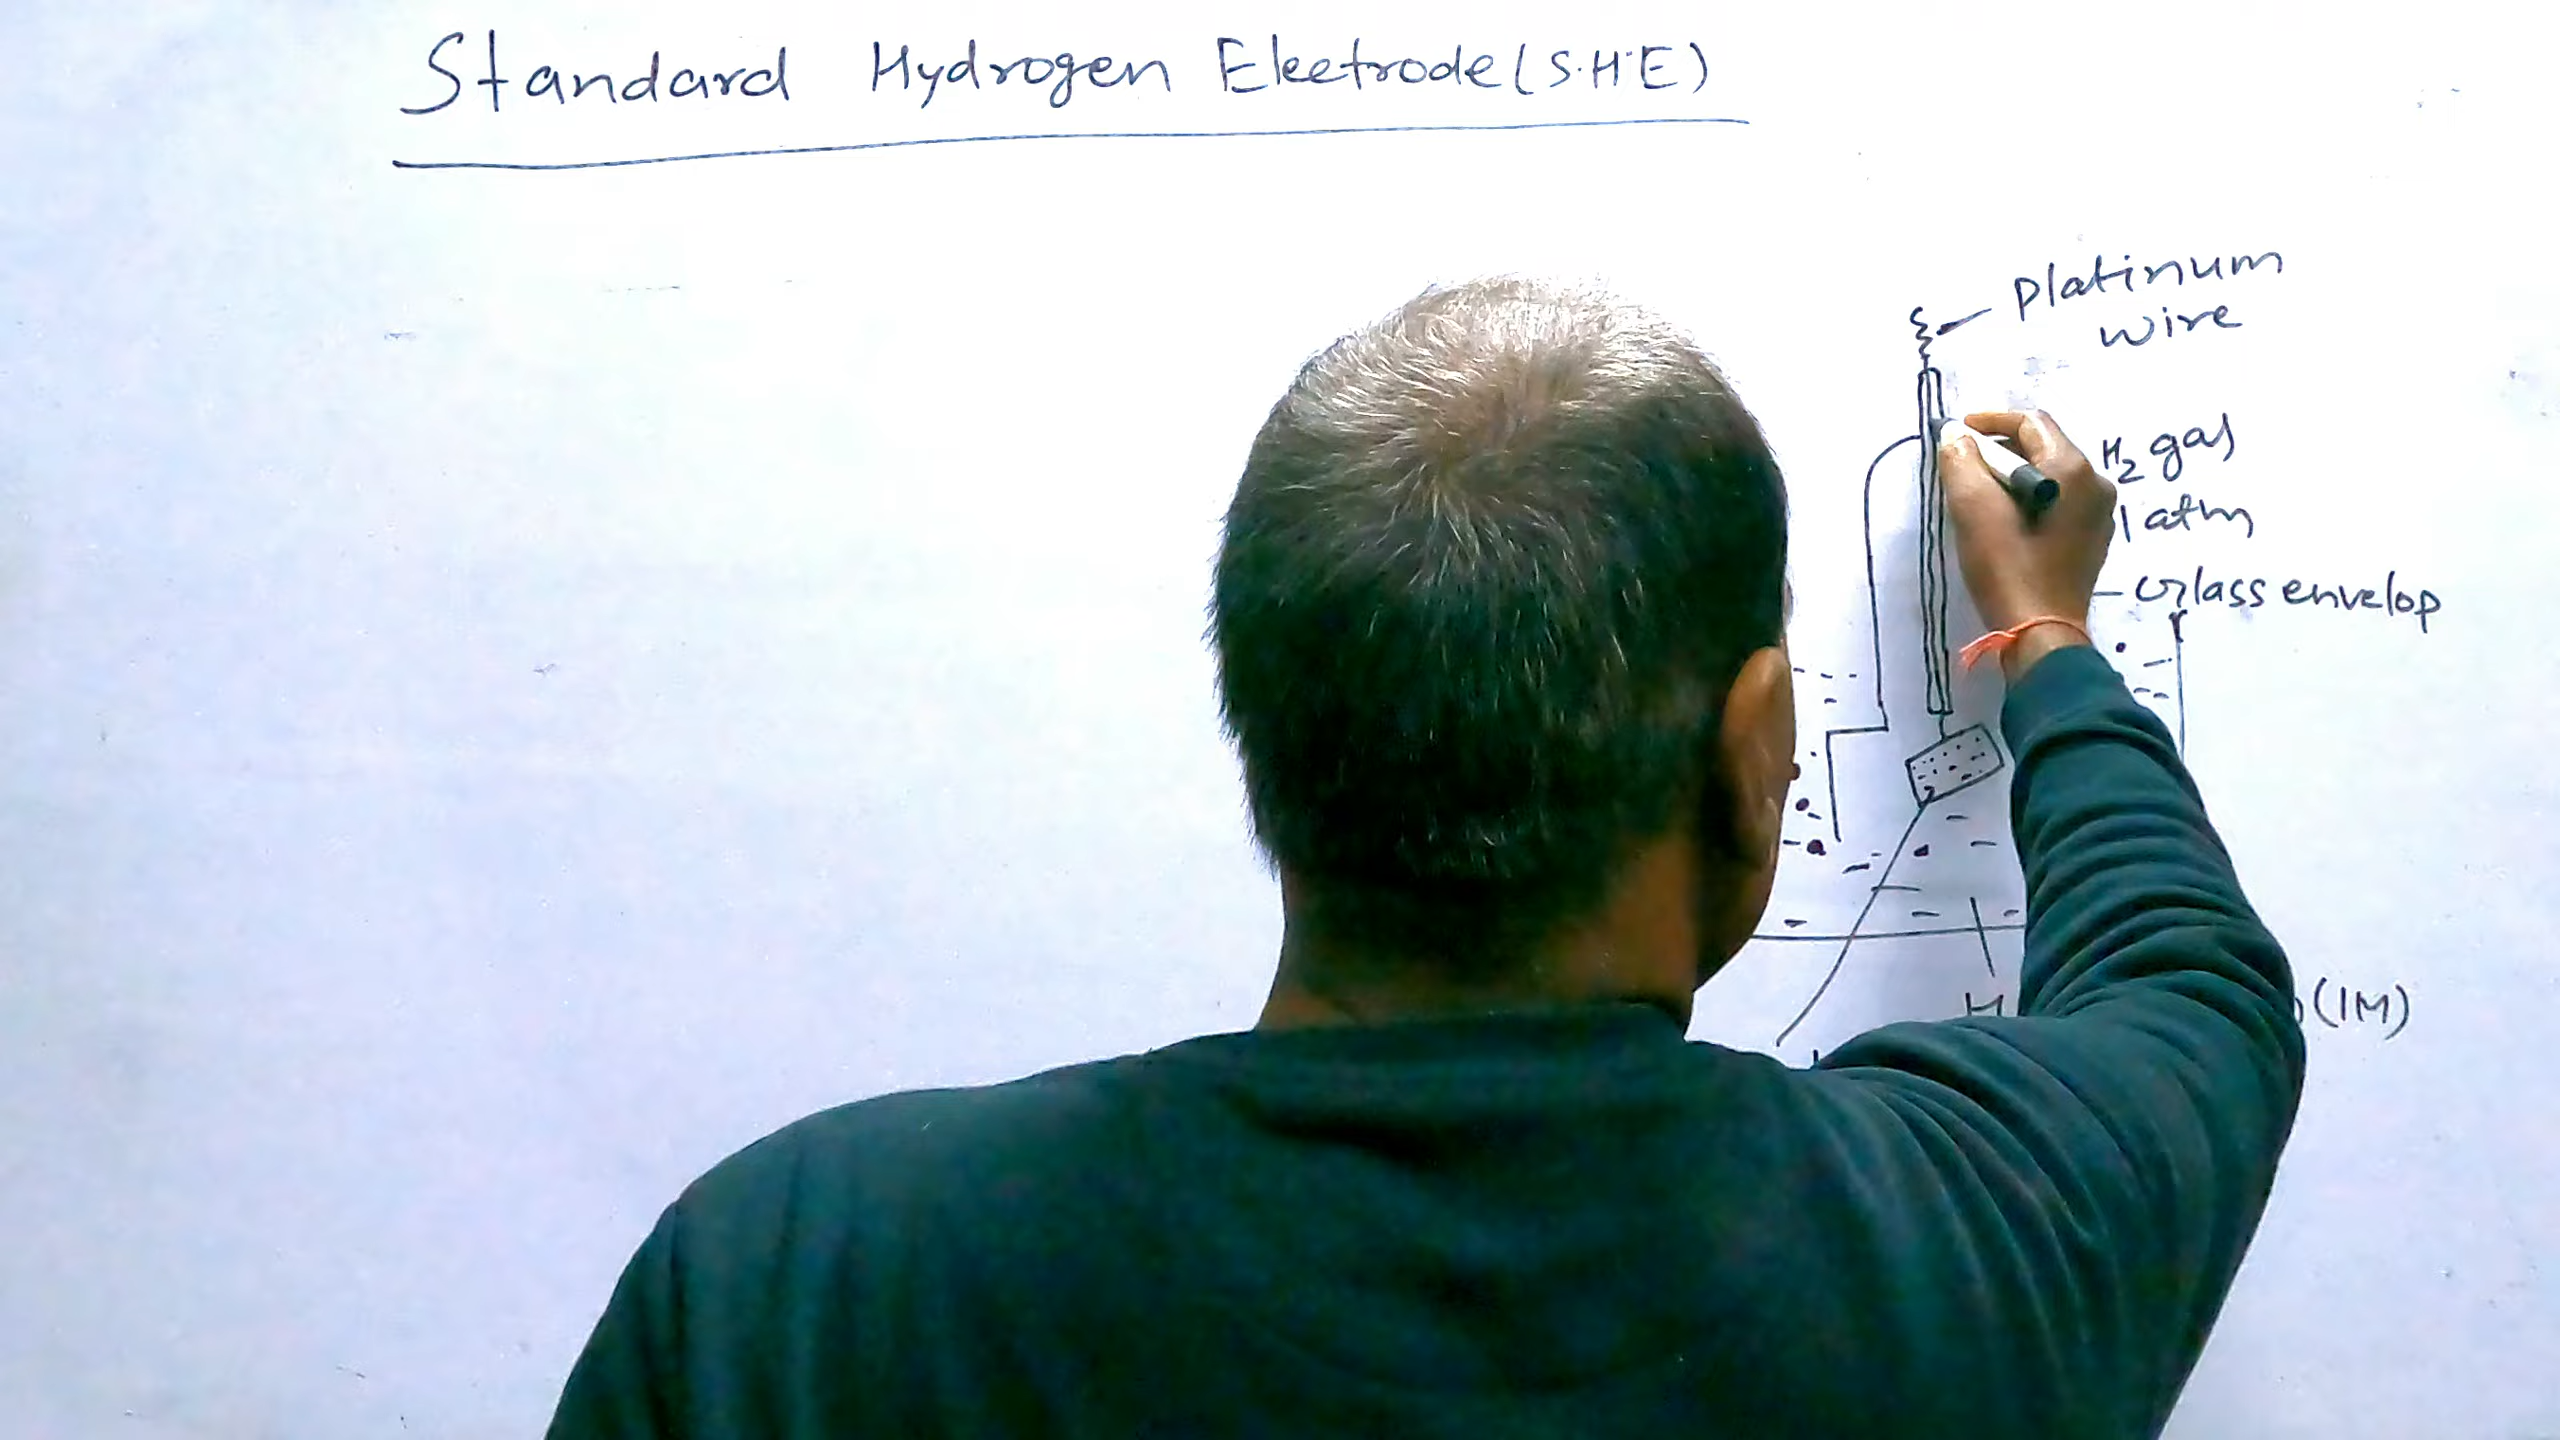 Standard Hydrogen Electrode (S.H.E)
Platinum
wire
H₂ gas
1 atm
Glass envelop
(1M)